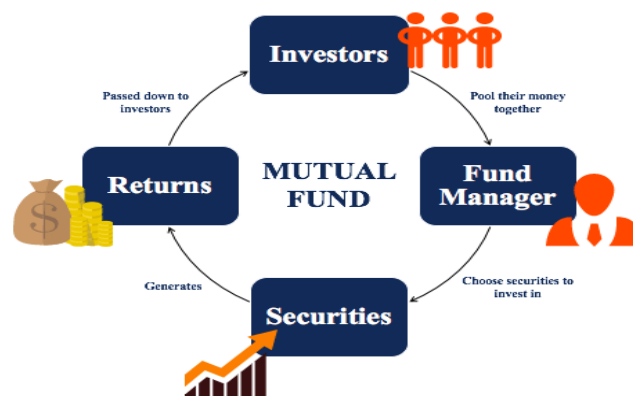 Investors
Passed down to
investors
Pool their money
together
Returns
MUTUAL
FUND
Fund
Manager
Generates
Choose securities to
invest in
Securities
$